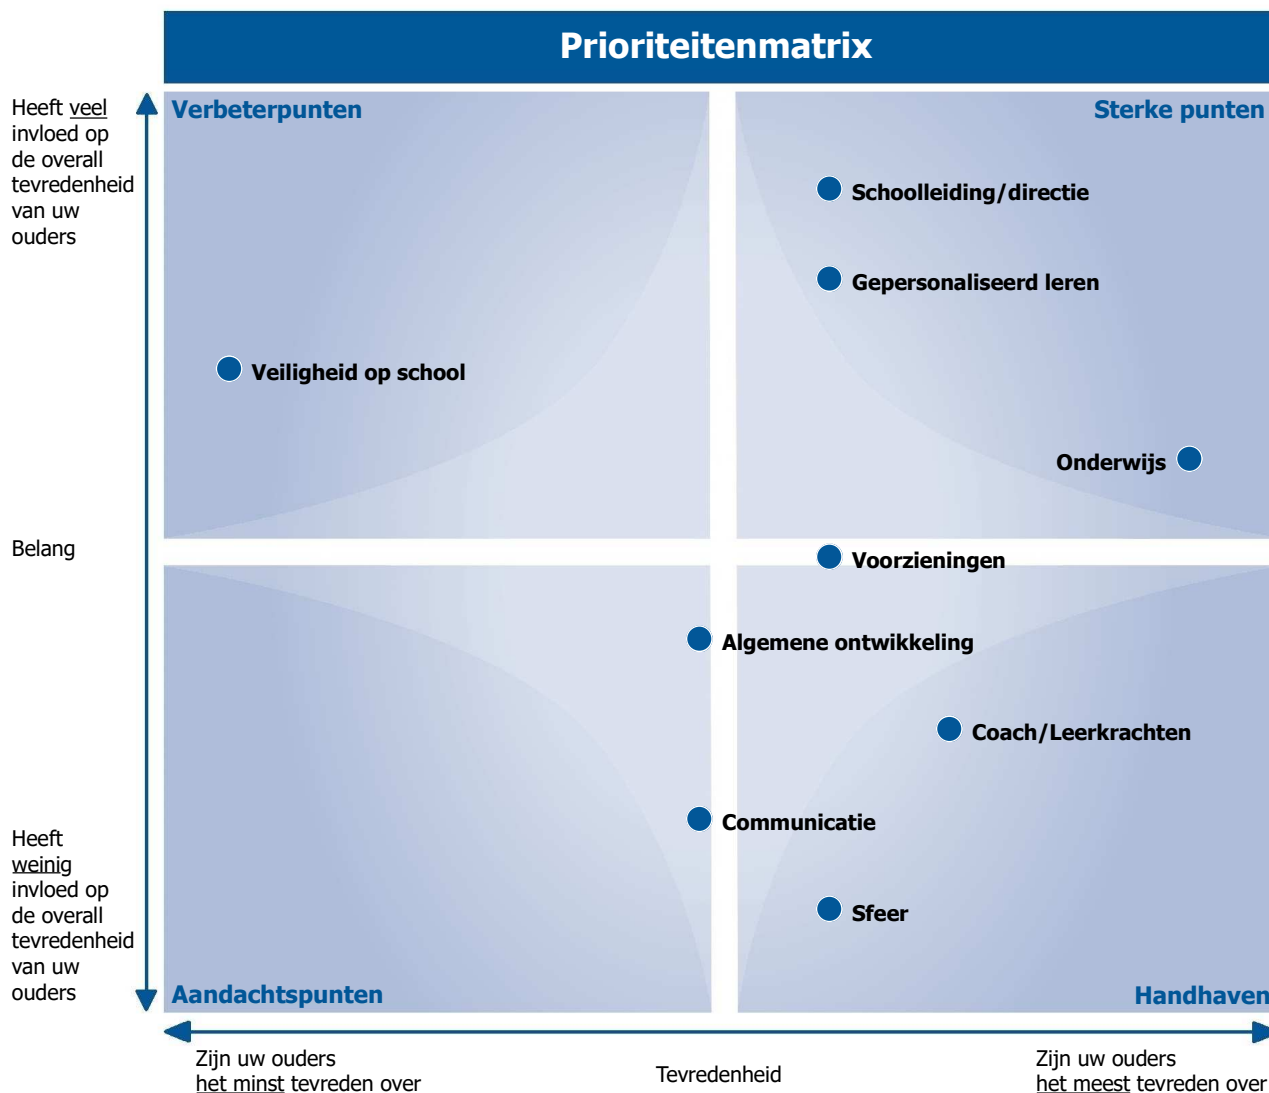 Prioriteitenmatrix
Heeft veel
invloed op
de overall
tevredenheid
van uw
ouders
Verbeterpunten
Sterke punten
Schoolleiding/directie
Gepersonaliseerd leren
Veiligheid op school
Onderwijs
Belang
Voorzieningen
Algemene ontwikkeling
Coach/Leerkrachten
Communicatie
Heeft
weinig
invloed op
de overall
tevredenheid
van uw
ouders
Sfeer
Aandachtspunten
Handhaven
Zijn uw ouders
het minst tevreden over
Tevredenheid
Zijn uw ouders
het meest tevreden over